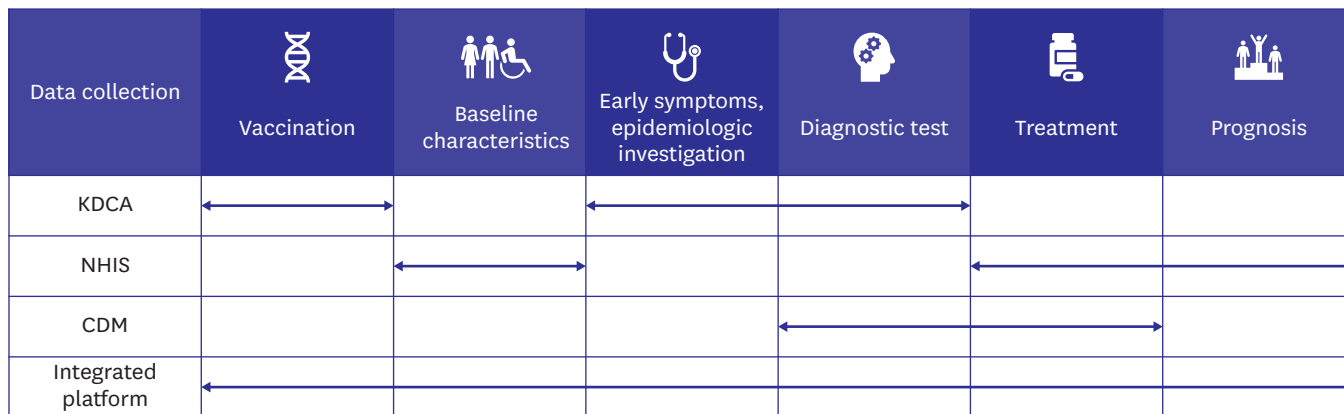 Data collection
Vaccination
Baseline
characteristics
Early symptoms,
epidemiologic
investigation
Diagnostic test
Treatment
Prognosis
KDCA
NHIS
CDM
Integrated
platform